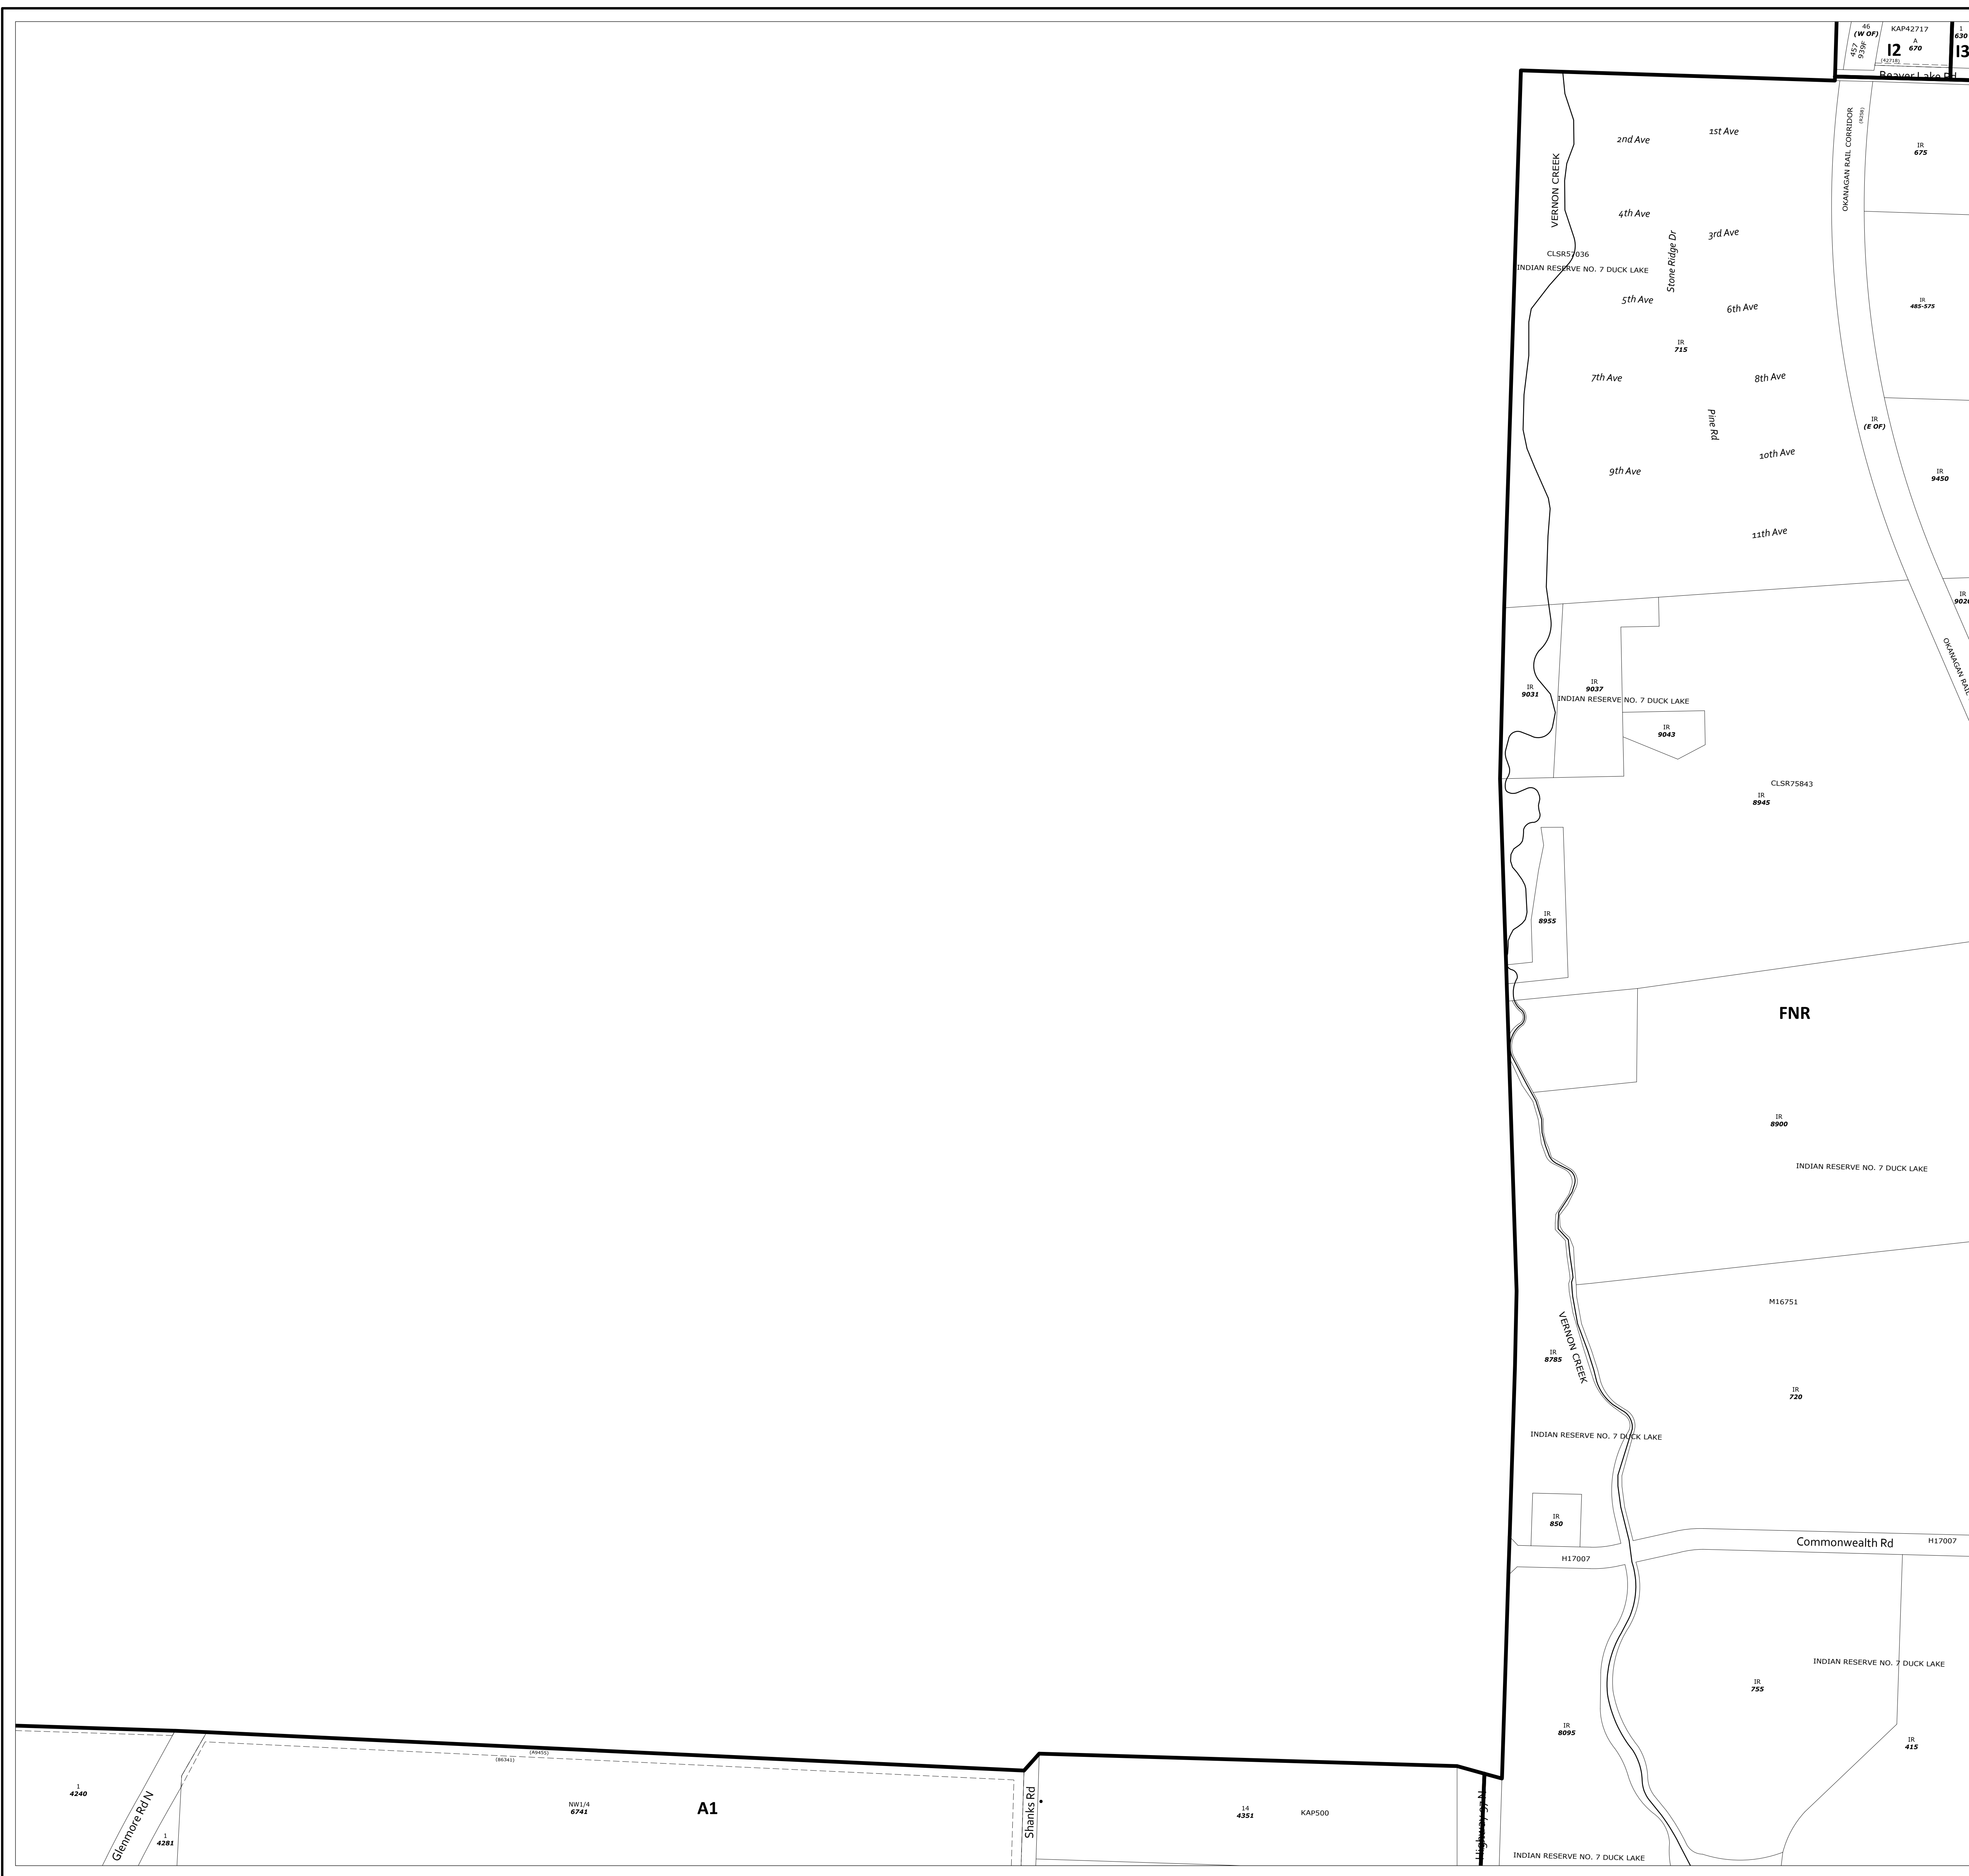 46
(W OF)
457
939F
KAP42717
A
I2 670
(42718)
1
630
I3
Beaver Lake Rd
OKANAGAN RAIL CORRIDOR
IR
675
1st Ave
2nd Ave
VERNON CREEK
4th Ave
3rd Ave
Stone Ridge Dr
CLSR57036
INDIAN RESERVE NO. 7 DUCK LAKE
5th Ave
6th Ave
IR
485-575
IR
715
7th Ave
8th Ave
Pine Rd
IR
(E OF)
10th Ave
9th Ave
IR
9450
11th Ave
IR
OKANAGAN RAIL
IR
9031
IR
9037
INDIAN RESERVE NO. 7 DUCK LAKE
IR
9043
CLSR75843
IR
8945
IR
8955
FNR
IR
8900
INDIAN RESERVE NO. 7 DUCK LAKE
M16751
VERNON CREEK
IR
8785
IR
720
INDIAN RESERVE NO. 7 DUCK LAKE
IR
850
Commonwealth Rd
H17007
H17007
INDIAN RESERVE NO. 7 DUCK LAKE
IR
755
IR
8095
IR
415
(A9455)
(B6341)
1
4240
Glenmore Rd N
1
4281
NW1/4
6741
A1
Shanks Rd
14
4351
KAP500
Highway 97 N
INDIAN RESERVE NO. 7 DUCK LAKE